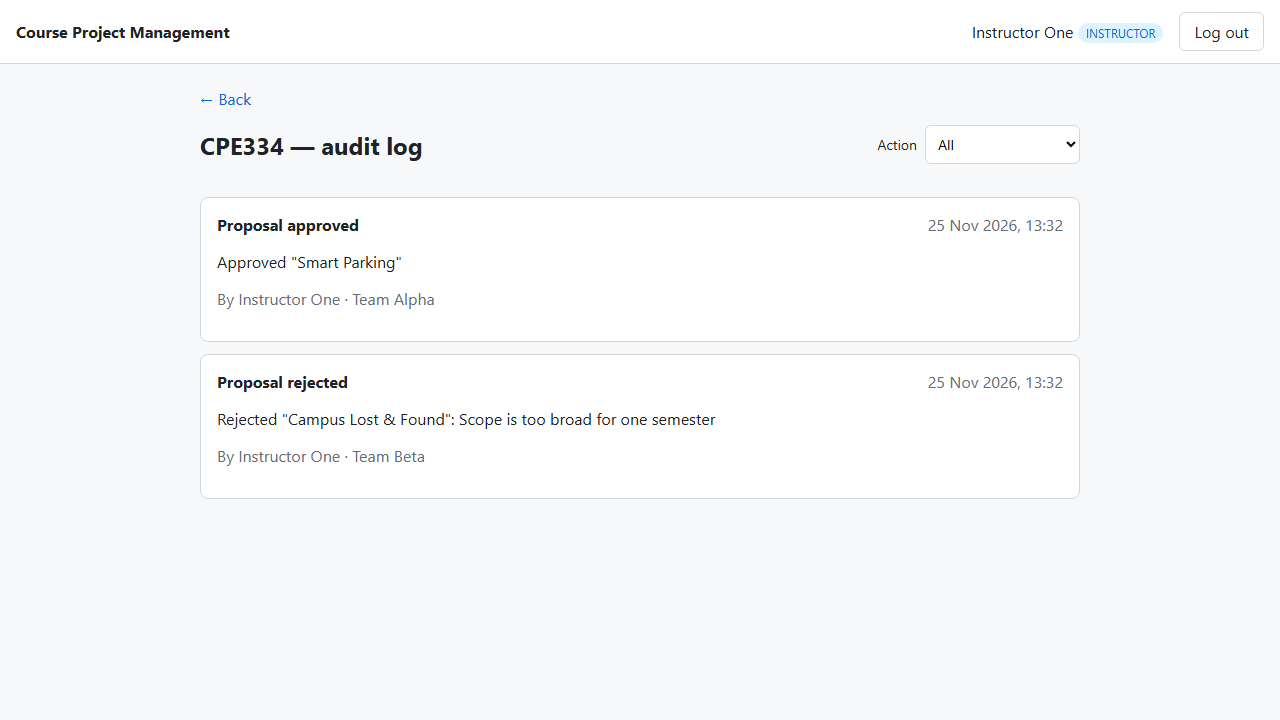 Course Project Management
Instructor One INSTRUCTOR Log out
← Back
CPE334 — audit log
Action All
Proposal approved 25 Nov 2026, 13:32
Approved "Smart Parking"
By Instructor One · Team Alpha
Proposal rejected 25 Nov 2026, 13:32
Rejected "Campus Lost & Found": Scope is too broad for one semester
By Instructor One · Team Beta